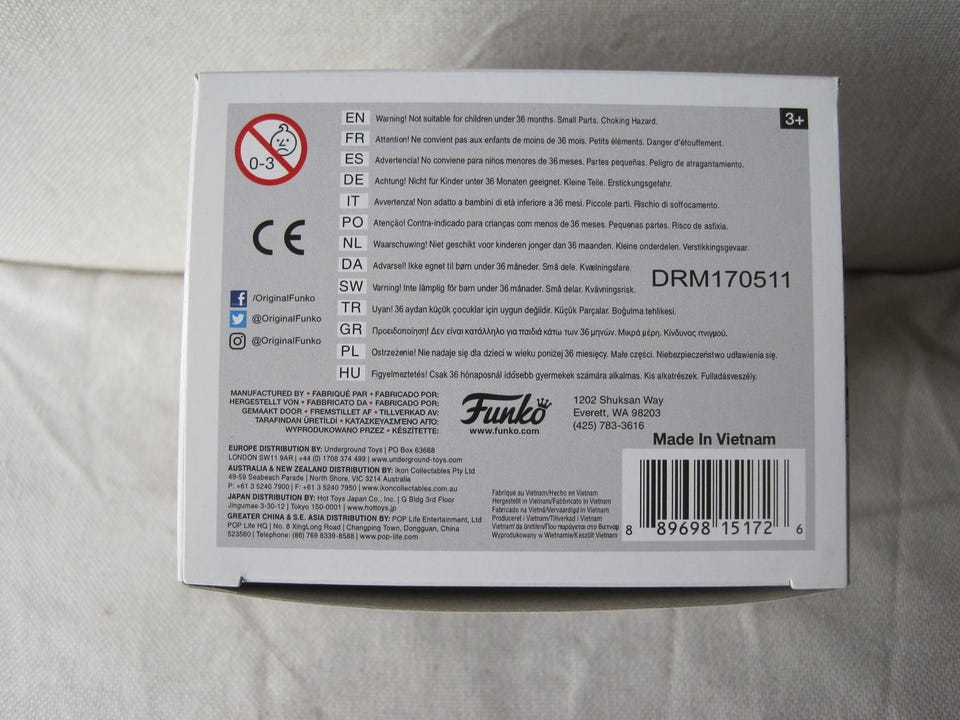 0-3
3+
EN Warning! Not suitable for children under 36 months. Small Parts. Choking Hazard.
FR Attention! Ne convient pas aux enfants de moins de 36 mois. Petits éléments. Danger d'étouffement.
ES Advertencia! No conviene para niños menores de 36 meses. Partes pequeñas. Peligro de atragantamiento.
DE Achtung! Nicht für Kinder unter 36 Monaten geeignet. Kleine Teile. Erstickungsgefahr.
IT Avvertenza! Non adatto a bambini di età inferiore a 36 mesi. Piccole parti. Rischio di soffocamento.
PO Atenção! Contra-indicado para crianças com menos de 36 meses. Pequenas partes. Risco de asfixia.
NL Waarschuwing! Niet geschikt voor kinderen jonger dan 36 maanden. Kleine onderdelen. Verstikkingsgevaar.
DA Advarsel! Ikke egnet til børn under 36 måneder. Små dele. Kvælningsfare.
SW Varning! Inte lämplig för barn under 36 månader. Små delar. Kvävningsrisk.
TR Uyarı! 36 aydan küçük çocuklar için uygun değildir. Küçük Parçalar. Boğulma tehlikesi.
GR Προειδοποίηση! Δεν είναι κατάλληλο για παιδιά κάτω των 36 μηνών. Μικρά μέρη. Κίνδυνος πνιγμού.
PL Ostrzeżenie! Nie nadaje się dla dzieci w wieku poniżej 36 miesięcy. Małe części. Niebezpieczeństwo udławienia się.
HU Figyelmeztetés! Csak 36 hónaposnál idősebb gyermekek számára alkalmas. Kis alkatrészek. Fulladásveszély.
DRM170511
CE
/OriginalFunko
@OriginalFunko
@OriginalFunko
MANUFACTURED BY • FABRIQUÉ PAR • FABRICADO POR:
HERGESTELLT VON • FABBRICATO DA • FABRICADO POR:
GEMAAKT DOOR • FREMSTILLET AF • TILLVERKAD AV:
TARAFINDAN ÜRETİLDİ • ΚΑΤΑΣΚΕΥΑΣΜΕΝΟ ΑΠΟ:
WYPRODUKOWANO PRZEZ • KÉSZÍTETTE:
Funko
www.funko.com
1202 Shuksan Way
Everett, WA 98203
(425) 783-3616
Made In Vietnam
EUROPE DISTRIBUTION BY: Underground Toys | PO Box 63668
LONDON SW11 9AR | +44 (0) 1708 374 499 | www.underground-toys.com
AUSTRALIA & NEW ZEALAND DISTRIBUTION BY: Ikon Collectables Pty Ltd
49-59 Seabeach Parade | North Shore, VIC 3214 Australia
P: +61 3 5240 7900 | F: +61 3 5240 7950 | www.ikoncollectables.com.au
JAPAN DISTRIBUTION BY: Hot Toys Japan Co., Inc. | G Bldg 3rd Floor
Jingumae 3-30-12 | Tokyo 150-0001 | www.hottoys.jp
GREATER CHINA & S.E. ASIA DISTRIBUTION BY: POP Life Entertainment, Ltd
POP Life HQ | No. 8 XingLong Road | Changping Town, Dongguan, China
523560 | Telephone: (86) 769 8339-8588 | www.pop-life.com
Fabriqué au Vietnam/Hecho en Vietnam
Hergestellt in Vietnam/Fabbricato in Vietnam
Fabricado na Vietnã/Vervaardigd in Vietnam
Produceret i Vietnam/Tillverkad i Vietnam
Vietnam'da üretilen/Που παράγεται στο Βιετνάμ
Wyprodukowany w Wietnamie/Készült Vietnam
8 89698 15172 6